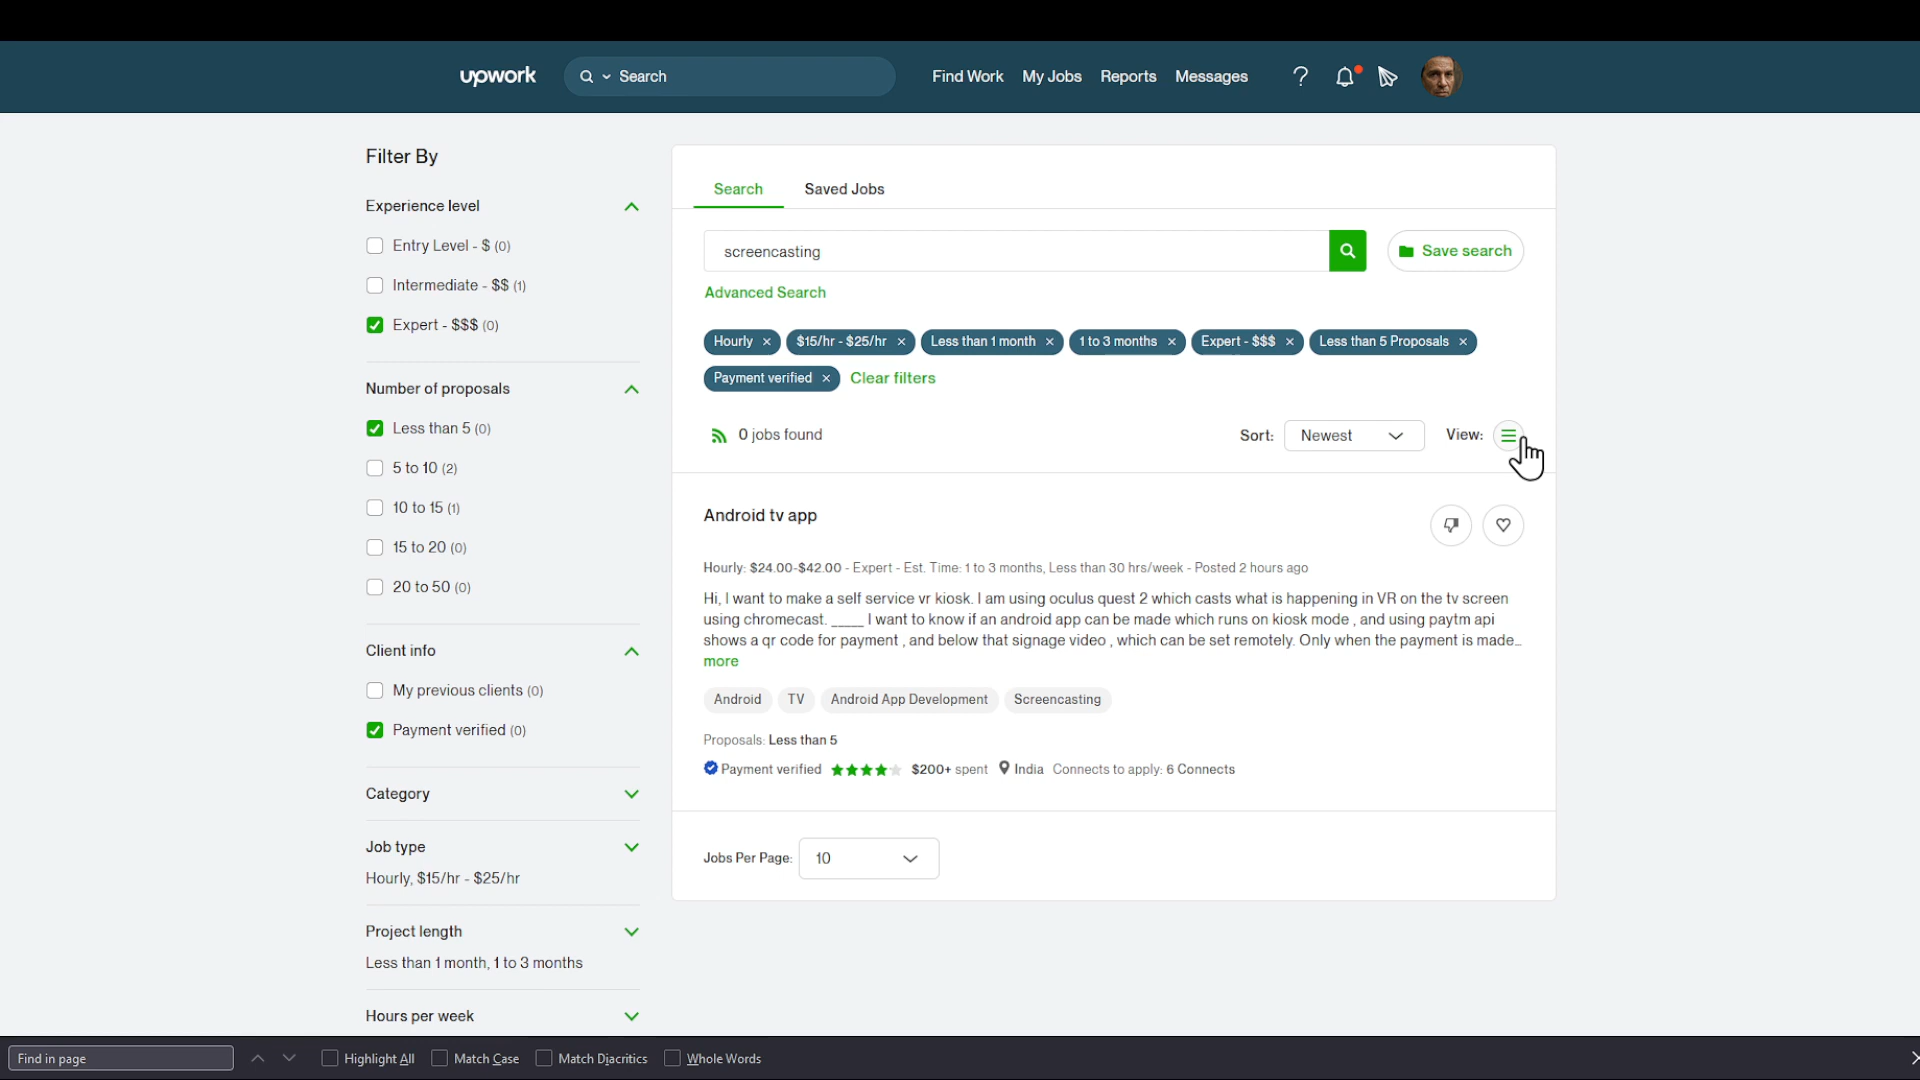 upwork
Search
Find Work My Jobs Reports Messages
Filter By
Experience level
Entry Level - $ (0)
Intermediate - $$ (1)
Expert - $$$ (0)
Number of proposals
Less than 5 (0)
5 to 10 (2)
10 to 15 (1)
15 to 20 (0)
20 to 50 (0)
Client info
My previous clients (0)
Payment verified (0)
Category
Job type
Hourly, $15/hr - $25/hr
Project length
Less than 1 month, 1 to 3 months
Hours per week
Search Saved Jobs
screencasting
Save search
Advanced Search
Hourly × $15/hr - $25/hr × Less than 1 month × 1 to 3 months × Expert - $$$ × Less than 5 Proposals ×
Payment verified × Clear filters
0 jobs found
Sort: Newest View:
Android tv app
Hourly: $24.00-$42.00 - Expert - Est. Time: 1 to 3 months, Less than 30 hrs/week - Posted 2 hours ago
Hi, I want to make a self service vr kiosk. I am using oculus quest 2 which casts what is happening in VR on the tv screen
using chromecast. _____ I want to know if an android app can be made which runs on kiosk mode , and using paytm api
shows a qr code for payment , and below that signage video , which can be set remotely. Only when the payment is made...
more
Android TV Android App Development Screencasting
Proposals: Less than 5
Payment verified $200+ spent India Connects to apply: 6 Connects
Jobs Per Page: 10
Find in page Highlight All Match Case Match Diacritics Whole Words